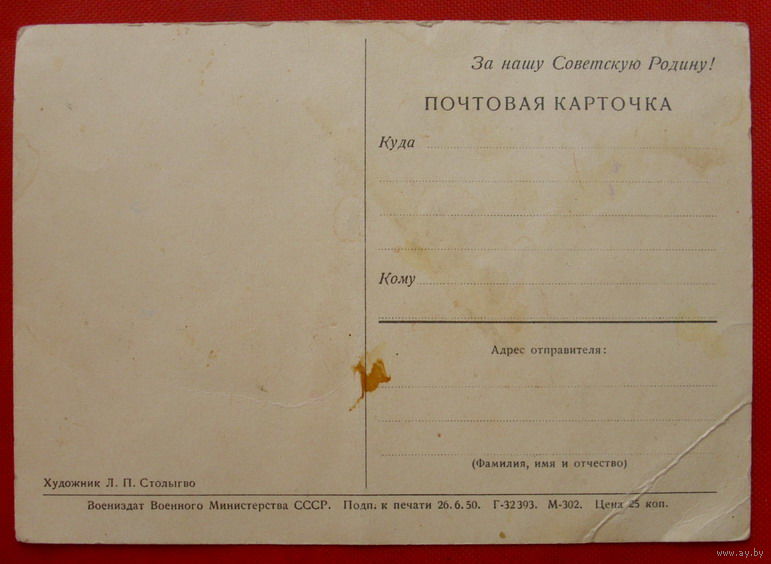 За нашу Советскую Родину!
ПОЧТОВАЯ КАРТОЧКА
Куда
Кому
Адрес отправителя:
(Фамилия, имя и отчество)
Художник Л. П. Столыгво
Воениздат Военного Министерства СССР. Подп. к печати 26.6.50. Г-32393. М-302. Цена 25 коп.
www.ay.by